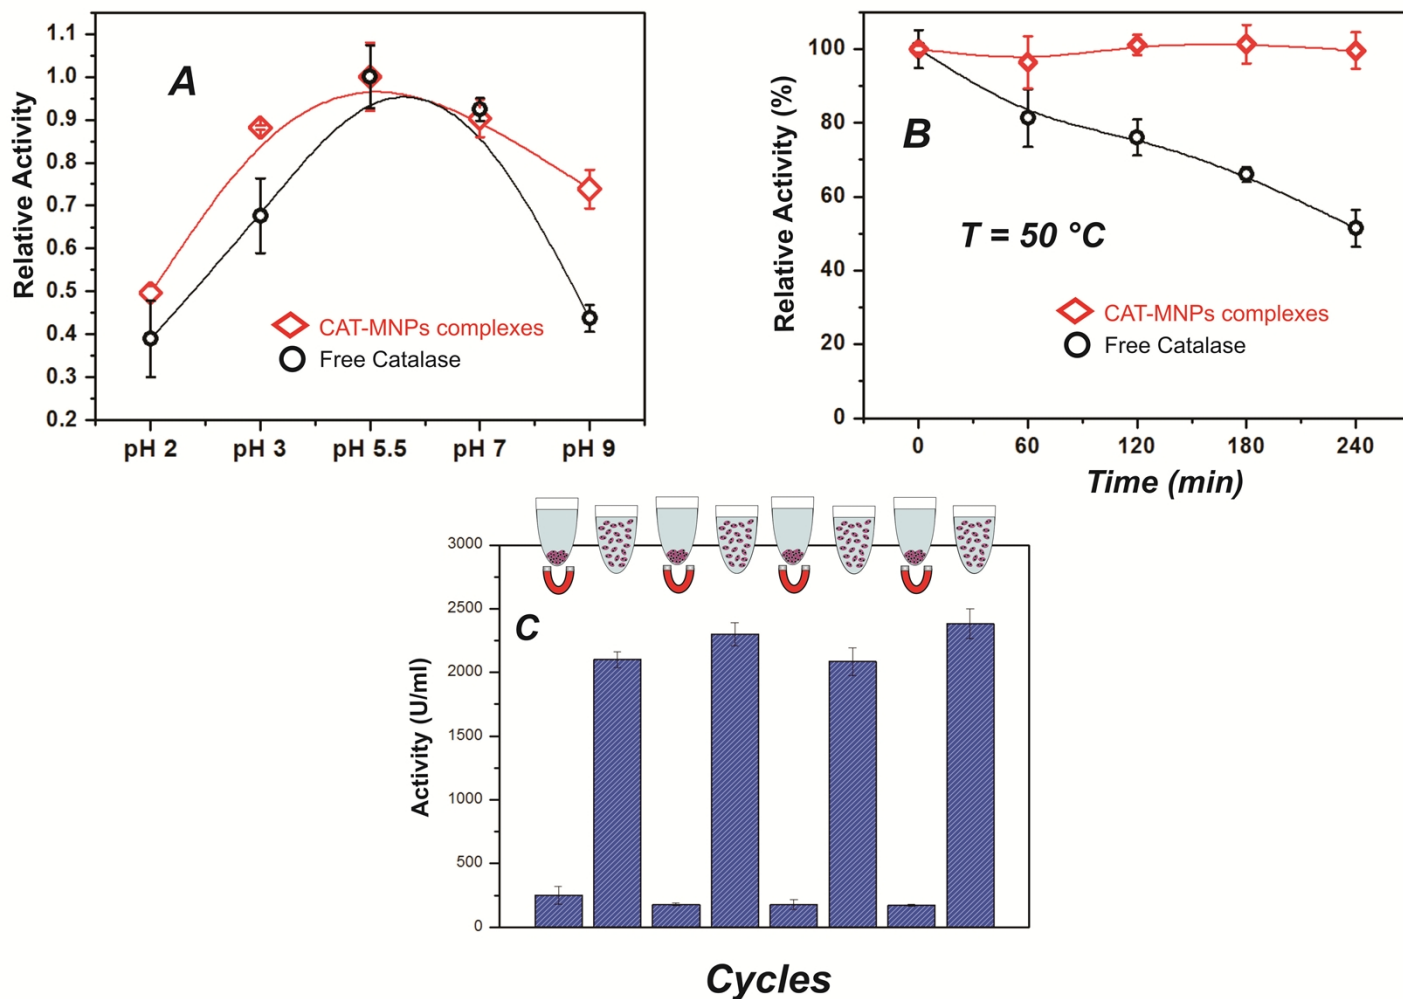 A
Relative Activity
1.1
1.0
0.9
0.8
0.7
0.6
0.5
0.4
0.3
0.2
CAT-MNPs complexes
Free Catalase
pH 2 pH 3 pH 5.5 pH 7 pH 9
B
Relative Activity (%)
100
80
60
40
20
0
T = 50 °C
CAT-MNPs complexes
Free Catalase
0 60 120 180 240
Time (min)
C
Activity (U/ml)
3000
2500
2000
1500
1000
500
0
Cycles